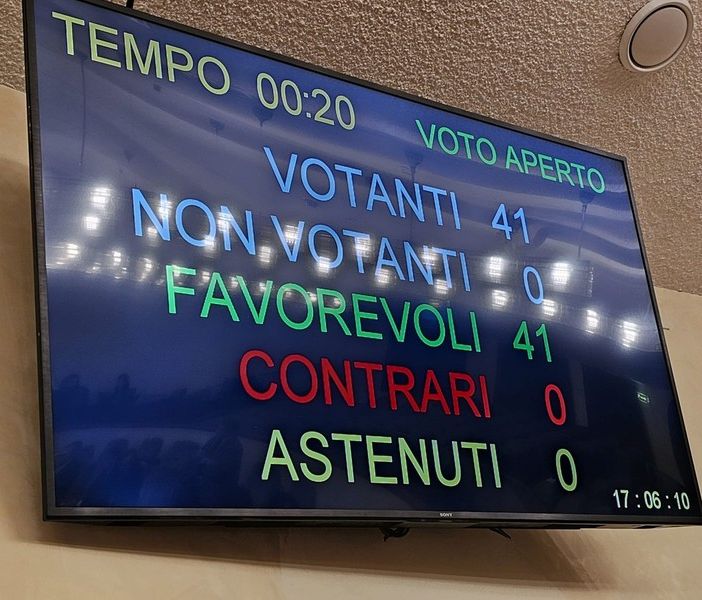 TEMPO 00:20
VOTO APERTO
VOTANTI 41
NON VOTANTI 0
FAVOREVOLI 41
CONTRARI 0
ASTENUTI 0
17 : 06 : 10
SONY